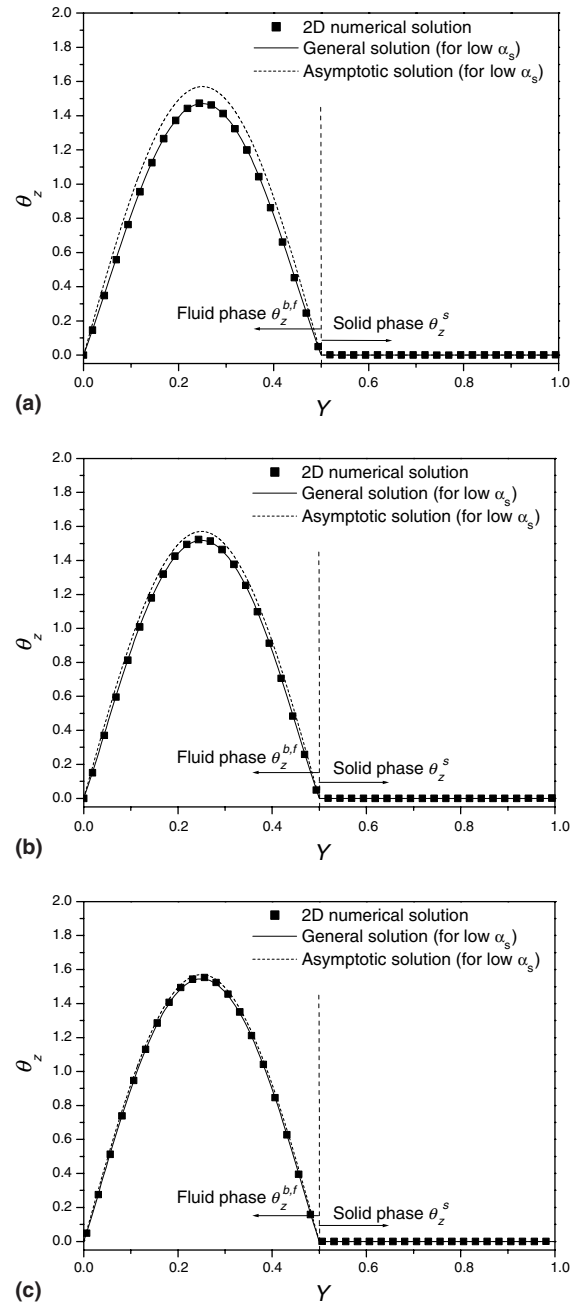 2D numerical solution
General solution (for low αs)
Asymptotic solution (for low αs)
2.0
1.8
1.6
1.4
1.2
1.0
0.8
0.6
0.4
0.2
0.0
θz
Fluid phase θz^b,f
Solid phase θz^s
0.0 0.2 0.4 0.6 0.8 1.0
(a)
Y
2D numerical solution
General solution (for low αs)
Asymptotic solution (for low αs)
2.0
1.8
1.6
1.4
1.2
1.0
0.8
0.6
0.4
0.2
0.0
θz
Fluid phase θz^b,f
Solid phase θz^s
0.0 0.2 0.4 0.6 0.8 1.0
(b)
Y
2D numerical solution
General solution (for low αs)
Asymptotic solution (for low αs)
2.0
1.8
1.6
1.4
1.2
1.0
0.8
0.6
0.4
0.2
0.0
θz
Fluid phase θz^b,f
Solid phase θz^s
0.0 0.2 0.4 0.6 0.8 1.0
(c)
Y